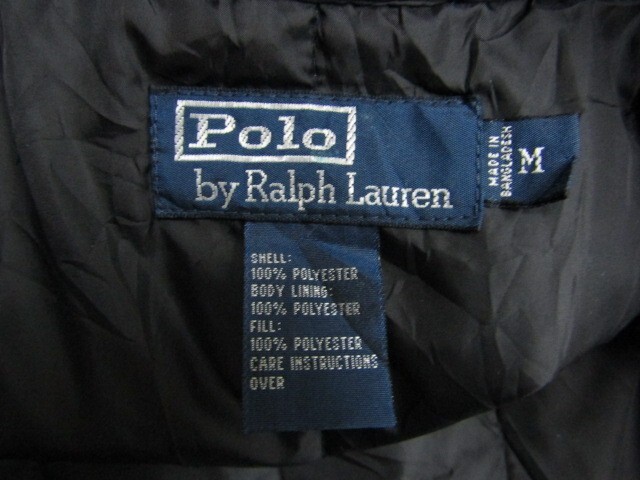 Polo
by Ralph Lauren
MADE IN
BANGLADESH
M
SHELL:
100% POLYESTER
BODY LINING:
100% POLYESTER
FILL:
100% POLYESTER
CARE INSTRUCTIONS
OVER